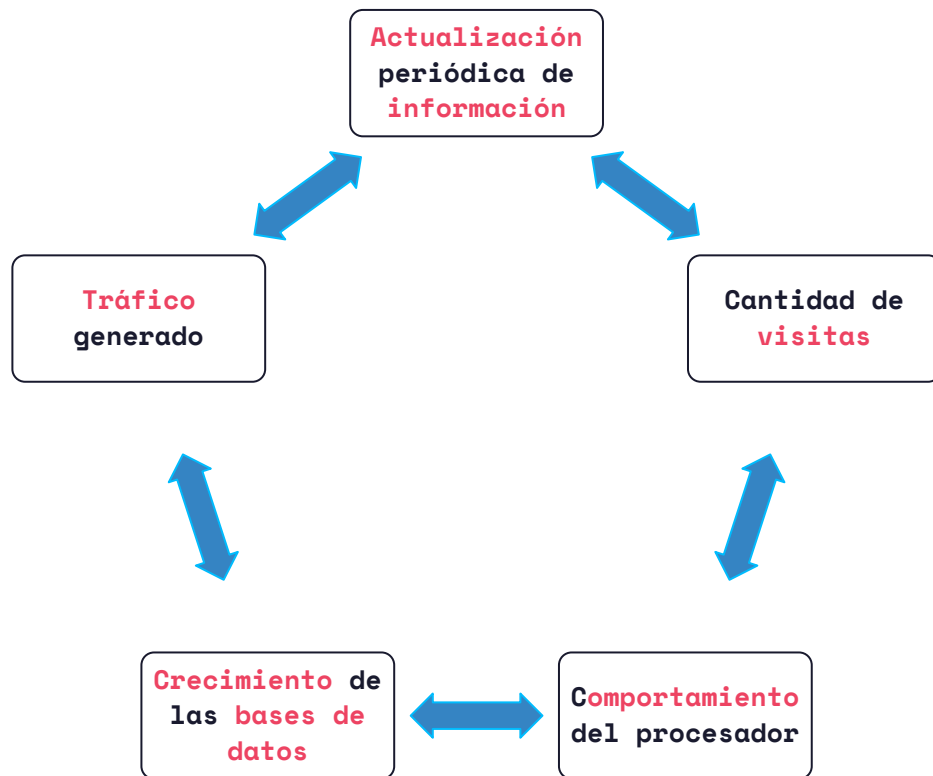 Actualización
periódica de
información
Tráfico
generado
Cantidad de
visitas
Crecimiento de
las bases de
datos
Comportamiento
del procesador